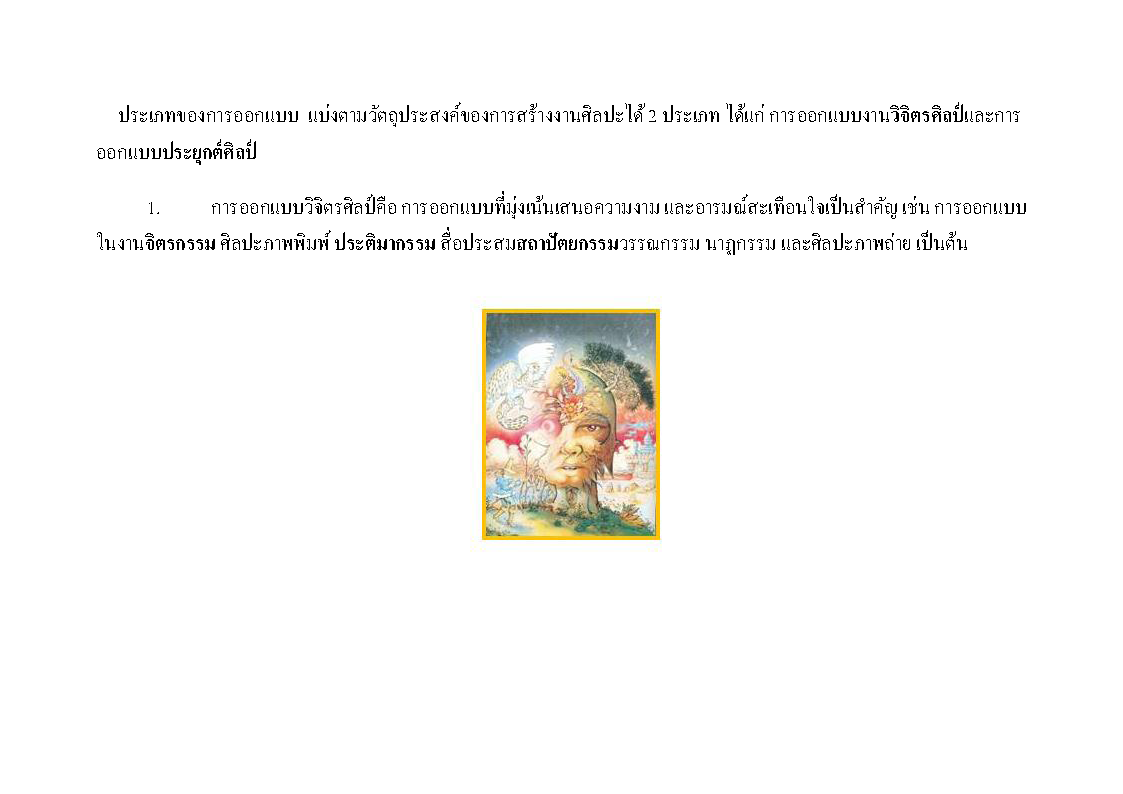 ประเภทของการออกแบบ แบ่งตามวัตถุประสงค์ของการสร้างงานศิลปะได้ 2 ประเภท ได้แก่ การออกแบบงานวิจิตรศิลป์และการ
ออกแบบประยุกต์ศิลป์
1. การออกแบบวิจิตรศิลป์คือ การออกแบบที่มุ่งเน้นเสนอความงาม และอารมณ์สะเทือนใจเป็นสำคัญ เช่น การออกแบบ
ในงานจิตรกรรม ศิลปะภาพพิมพ์ ประติมากรรม สื่อประสมสถาปัตยกรรมวรรณกรรม นาฏกรรม และศิลปะภาพถ่าย เป็นต้น